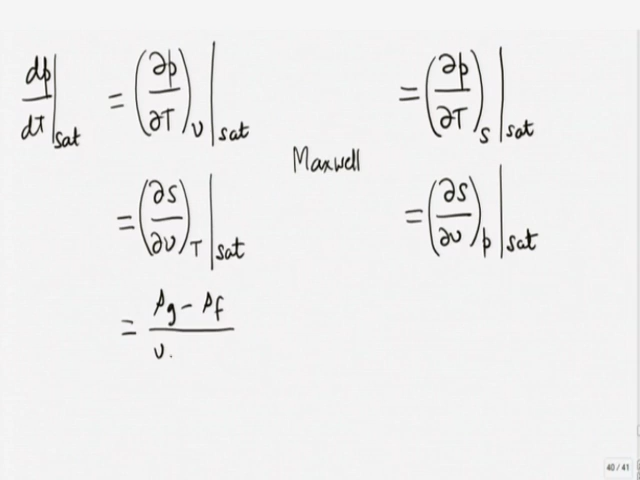 dp/dT|sat = (∂p/∂T)υ|sat = (∂p/∂T)s|sat
Maxwell
= (∂s/∂υ)T|sat = (∂s/∂υ)p|sat
= sg - sf / υ.
40 / 41